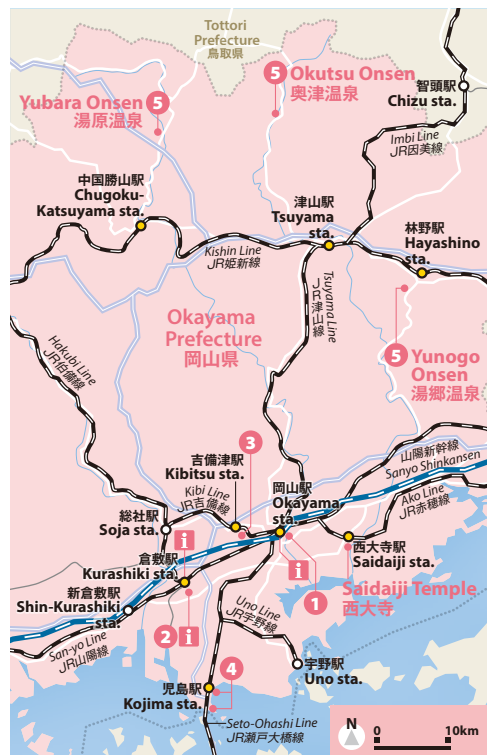 Tottori
Prefecture
鳥取県
5
Okutsu Onsen
奥津温泉
智頭駅
Chizu sta.
Yubara Onsen
5
湯原温泉
Imbi Line
JR因美線
中国勝山駅
Chugoku-
Katsuyama sta.
津山駅
Tsuyama
sta.
林野駅
Hayashino
sta.
Kishin Line
JR姫新線
Tsuyama Line
JR津山線
Okayama
Prefecture
岡山県
Hakubi Line
JR伯備線
5
Yunogo
Onsen
湯郷温泉
3
吉備津駅
Kibitsu sta.
山陽新幹線
Sanyo Shinkansen
Kibi Line
JR吉備線
岡山駅
Okayama
sta.
Ako Line
JR赤穂線
総社駅
Soja sta.
i
倉敷駅
Kurashiki sta.
i
西大寺駅
Saidaiji sta.
1
Saidaiji Temple
西大寺
新倉敷駅
Shin-Kurashiki
sta.
2
i
Uno Line
JR宇野線
San-yo Line
JR山陽線
宇野駅
Uno sta.
児島駅
Kojima sta.
4
Seto-Ohashi Line
JR瀬戸大橋線
N
0
10km